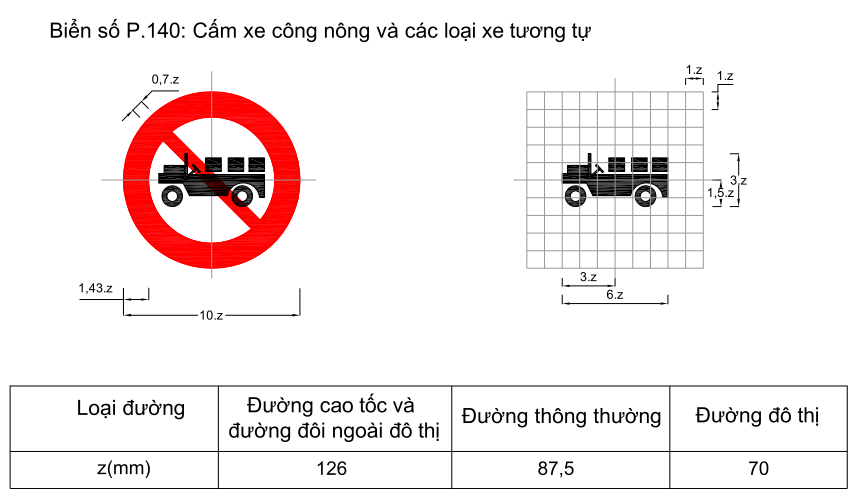 Biển số P.140: Cấm xe công nông và các loại xe tương tự
0,7.z
1.z
1.z
3.z
1,5.z
1,43.z
10.z
3.z
6.z
Loại đường
Đường cao tốc và
đường đôi ngoài đô thị
Đường thông thường
Đường đô thị
z(mm)
126
87,5
70